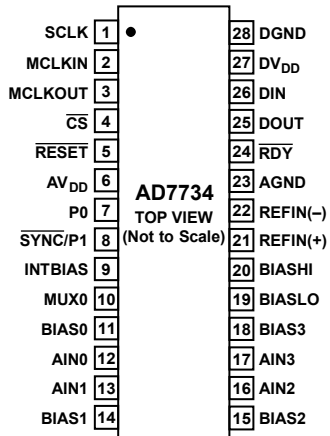 SCLK 1 28 DGND
MCLKIN 2 27 DVDD
MCLKOUT 3 26 DIN
CS 4 25 DOUT
RESET 5 24 RDY
AVDD 6 23 AGND
AD7734
P0 7 22 REFIN(–)
TOP VIEW
SYNC/P1 8 21 REFIN(+)
(Not to Scale)
INTBIAS 9 20 BIASHI
MUX0 10 19 BIASLO
BIAS0 11 18 BIAS3
AIN0 12 17 AIN3
AIN1 13 16 AIN2
BIAS1 14 15 BIAS2